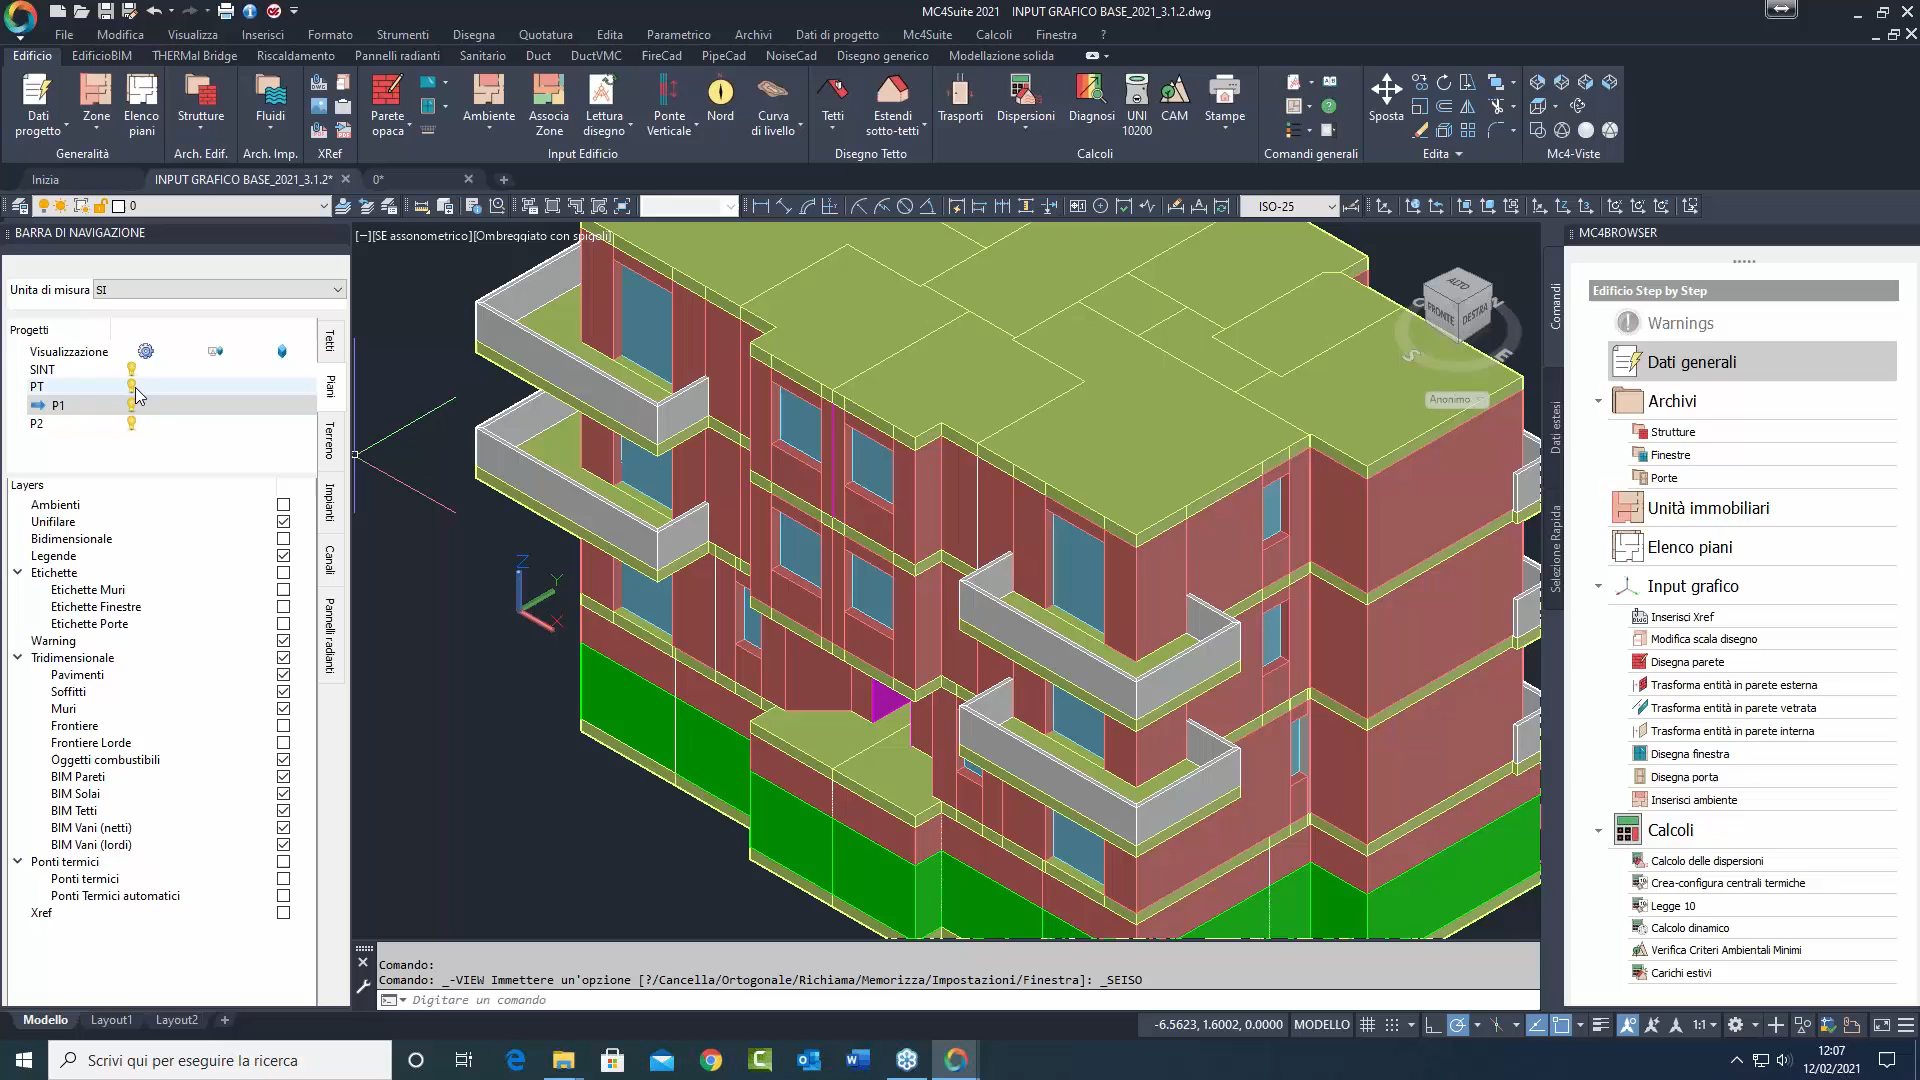 MC4Suite 2021 INPUT GRAFICO BASE_2021_3.1.2.dwg
File Modifica Visualizza Inserisci Formato Strumenti Disegna Quotatura Edita Parametrico Archivi Dati di progetto Mc4Suite Calcoli Finestra ?
Edificio EdificioBIM THERMal Bridge Riscaldamento Pannelli radianti Sanitario Duct DuctVMC FireCad PipeCad NoiseCad Disegno generico Modellazione solida
Dati progetto Zone Elenco piani Strutture Fluidi Parete opaca Ambiente Associa Zone Lettura disegno Ponte Verticale Nord Curva di livello Tetti Estendi sotto-tetti Trasporti Dispersioni Diagnosi UNI 10200 CAM Stampe Sposta
Generalità Arch. Edif. Arch. Imp. XRef Input Edificio Disegno Tetto Calcoli Comandi generali Edita Mc4-Viste
Inizia INPUT GRAFICO BASE_2021_3.1.2* 0*
0 ISO-25
BARRA DI NAVIGAZIONE
[−][SE assonometrico][Ombreggiato con spigoli]
MC4BROWSER
Unita di misura SI
Progetti
Visualizzazione
SINT
PT
P1
P2
Tetti
Piani
Terreno
Impianti
Canali
Pannelli radianti
Layers
Ambienti
Unifilare
Bidimensionale
Legende
Etichette
Etichette Muri
Etichette Finestre
Etichette Porte
Warning
Tridimensionale
Pavimenti
Soffitti
Muri
Frontiere
Frontiere Lorde
Oggetti combustibili
BIM Pareti
BIM Solai
BIM Tetti
BIM Vani (netti)
BIM Vani (lordi)
Ponti termici
Ponti termici
Ponti Termici automatici
Xref
ALTO
FRONTE
DESTRA
S
E
N
Anonimo
Z
Y
X
Comandi
Dati estesi
Selezione Rapida
Edificio Step by Step
Warnings
Dati generali
Archivi
Strutture
Finestre
Porte
Unità immobiliari
Elenco piani
Input grafico
Inserisci Xref
Modifica scala disegno
Disegna parete
Trasforma entità in parete esterna
Trasforma entità in parete vetrata
Trasforma entità in parete interna
Disegna finestra
Disegna porta
Inserisci ambiente
Calcoli
Calcolo delle dispersioni
Crea-configura centrali termiche
Legge 10
Calcolo dinamico
Verifica Criteri Ambientali Minimi
Carichi estivi
Comando:
Comando: _-VIEW Immettere un'opzione [?/Cancella/Ortogonale/Richiama/Memorizza/Impostazioni/Finestra]: _SEISO
Digitare un comando
Modello Layout1 Layout2 +
-6.5623, 1.6002, 0.0000 MODELLO 1:1
Scrivi qui per eseguire la ricerca
12:07
12/02/2021